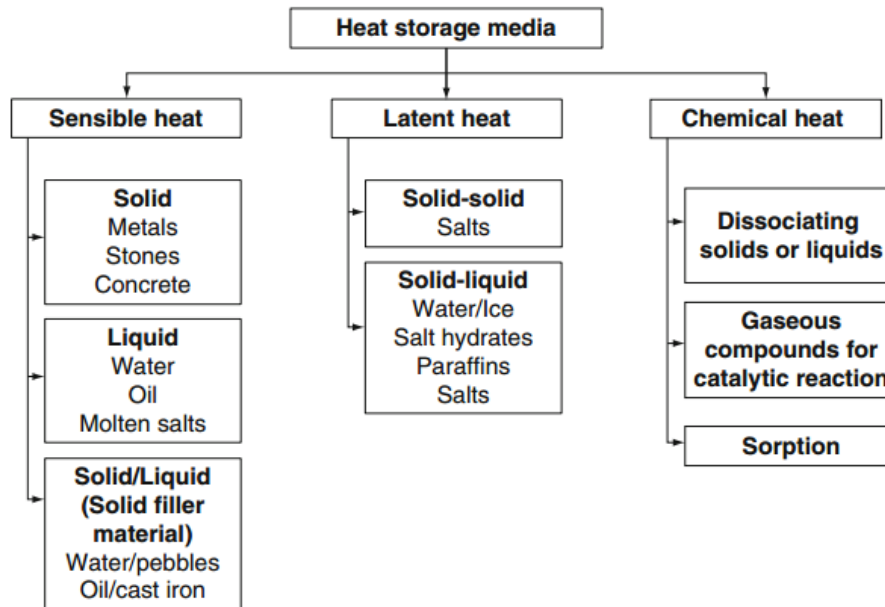 Heat storage media
Sensible heat
Latent heat
Chemical heat
Solid
Metals
Stones
Concrete
Liquid
Water
Oil
Molten salts
Solid/Liquid
(Solid filler
material)
Water/pebbles
Oil/cast iron
Solid-solid
Salts
Solid-liquid
Water/Ice
Salt hydrates
Paraffins
Salts
Dissociating
solids or liquids
Gaseous
compounds for
catalytic reaction
Sorption